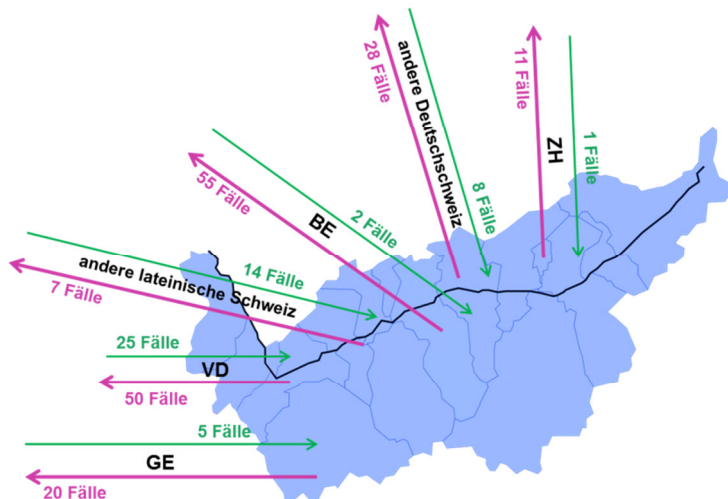 28 Fälle
andere Deutschschweiz
8 Fälle
11 Fälle
ZH
1 Fälle
55 Fälle
BE
2 Fälle
andere lateinische Schweiz
14 Fälle
7 Fälle
25 Fälle
VD
50 Fälle
5 Fälle
GE
20 Fälle